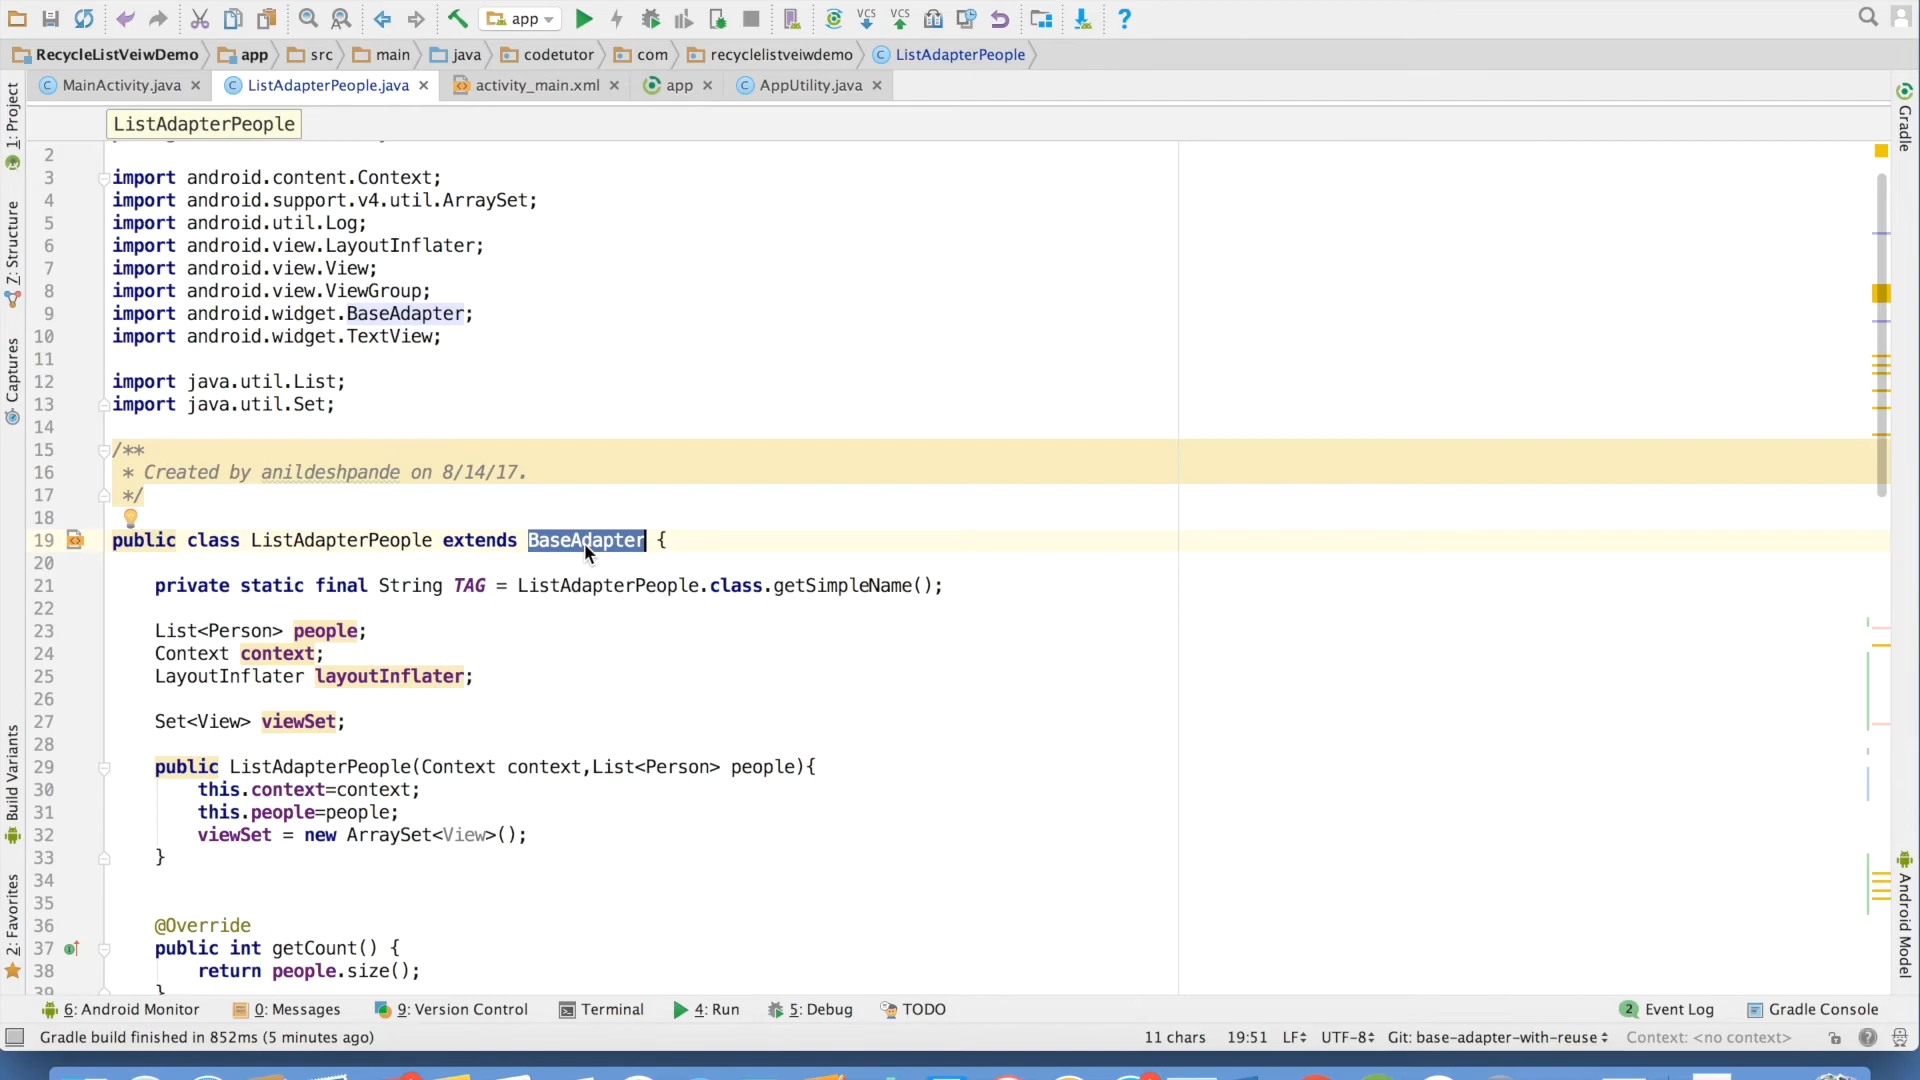 app
RecycleListVeiwDemo app src main java codetutor com recyclelistveiwdemo ListAdapterPeople
MainActivity.java ListAdapterPeople.java activity_main.xml app AppUtility.java
ListAdapterPeople
1: Project
Z: Structure
Captures
Build Variants
2: Favorites
2
3 import android.content.Context;
4 import android.support.v4.util.ArraySet;
5 import android.util.Log;
6 import android.view.LayoutInflater;
7 import android.view.View;
8 import android.view.ViewGroup;
9 import android.widget.BaseAdapter;
10 import android.widget.TextView;
11
12 import java.util.List;
13 import java.util.Set;
14
15 /**
16 * Created by anildeshpande on 8/14/17.
17 */
18
19 public class ListAdapterPeople extends BaseAdapter {
20
21 private static final String TAG = ListAdapterPeople.class.getSimpleName();
22
23 List<Person> people;
24 Context context;
25 LayoutInflater layoutInflater;
26
27 Set<View> viewSet;
28
29 public ListAdapterPeople(Context context,List<Person> people){
30 this.context=context;
31 this.people=people;
32 viewSet = new ArraySet<View>();
33 }
34
35
36 @Override
37 public int getCount() {
38 return people.size();
39 }
Gradle
Android Model
6: Android Monitor 0: Messages 9: Version Control Terminal 4: Run 5: Debug TODO 2 Event Log Gradle Console
Gradle build finished in 852ms (5 minutes ago) 11 chars 19:51 LF UTF-8 Git: base-adapter-with-reuse Context: <no context>